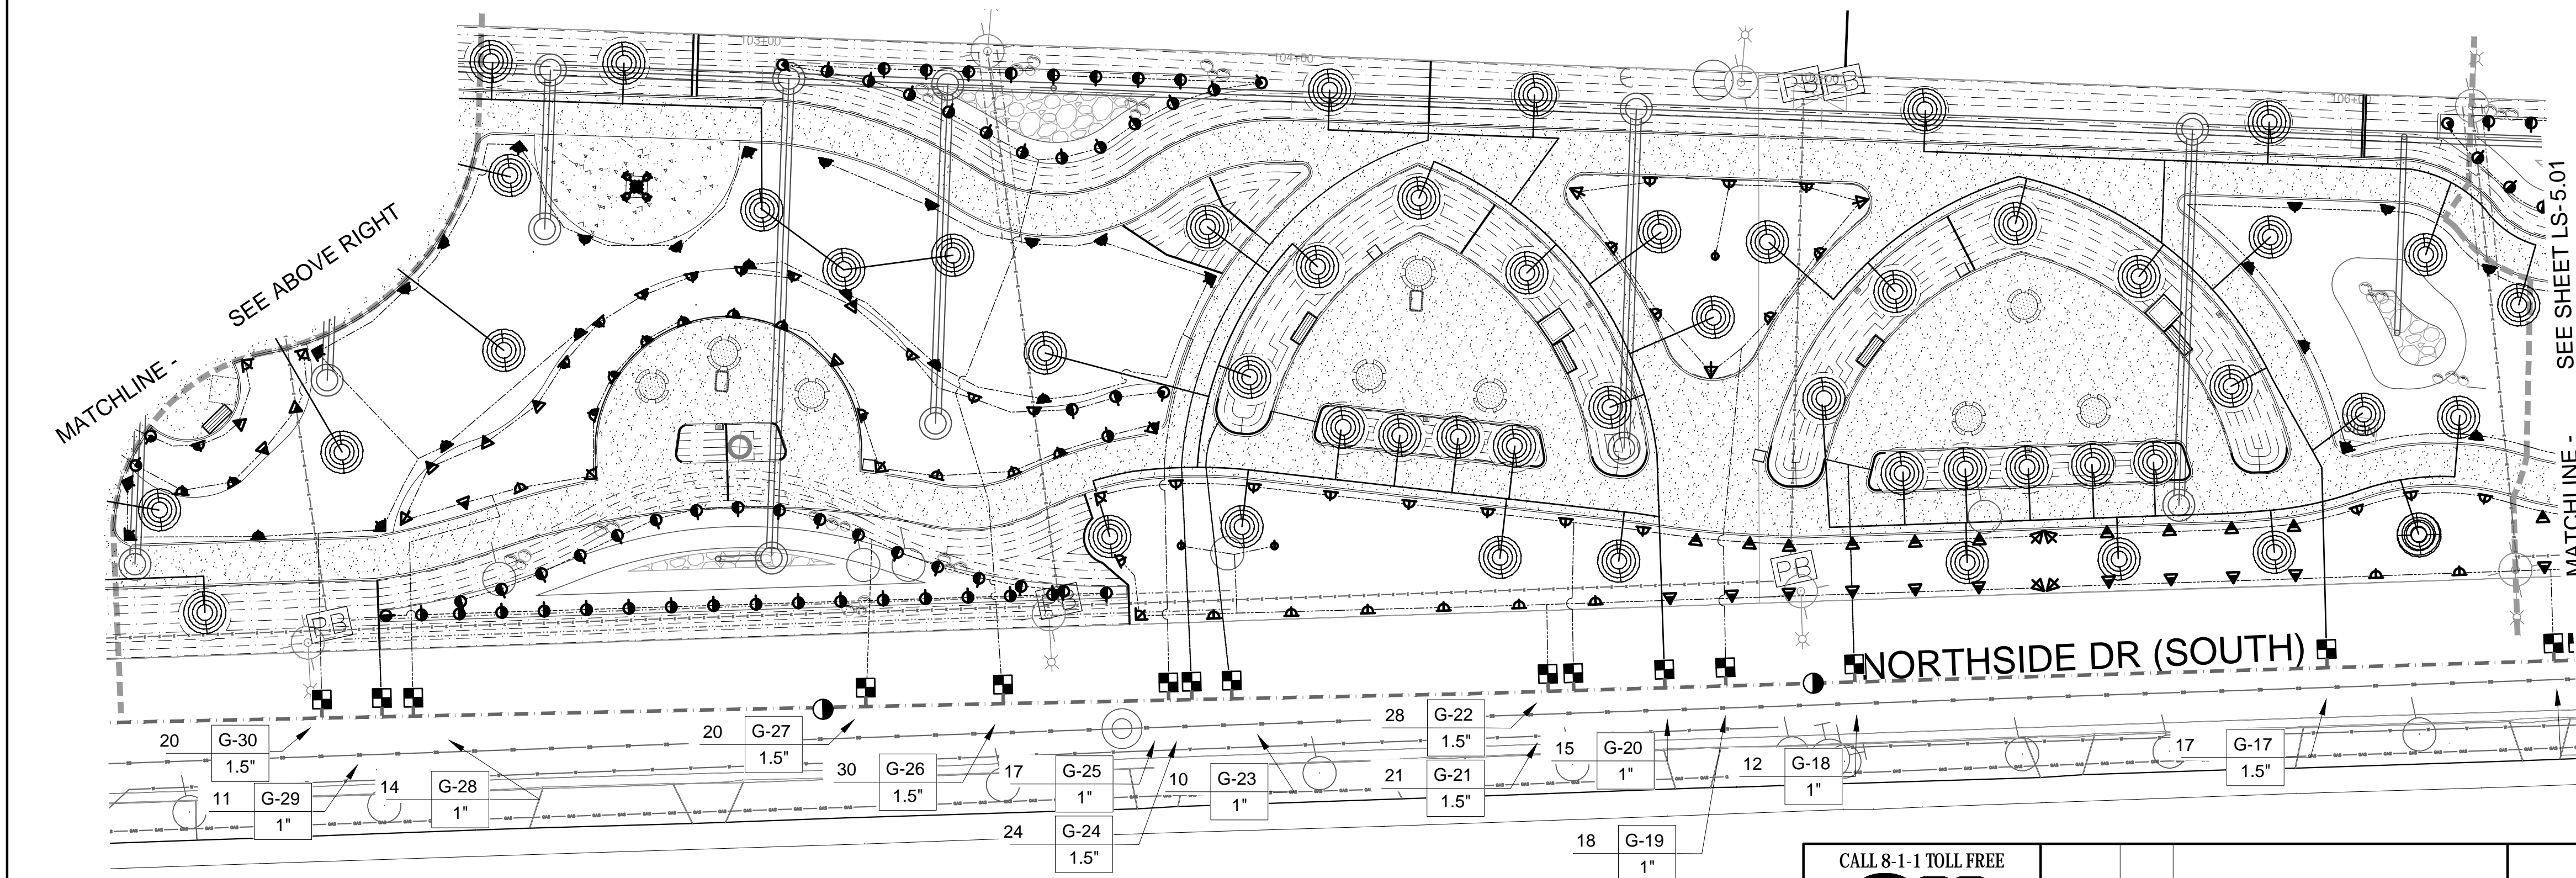 103+00
104+00
PB
PB
106+
SEE ABOVE RIGHT
MATCHLINE -
SEE SHEET LS-5.01
MATCHLINE -
PB
PB
NORTHSIDE DR (SOUTH)
20 G-30
1.5"
11 G-29
1"
14 G-28
1"
20 G-27
1.5"
30 G-26
1.5"
17 G-25
1"
24 G-24
1.5"
10 G-23
1"
28 G-22
1.5"
21 G-21
1.5"
15 G-20
1"
18 G-19
1"
12 G-18
1"
17 G-17
1.5"
CALL 8-1-1 TOLL FREE